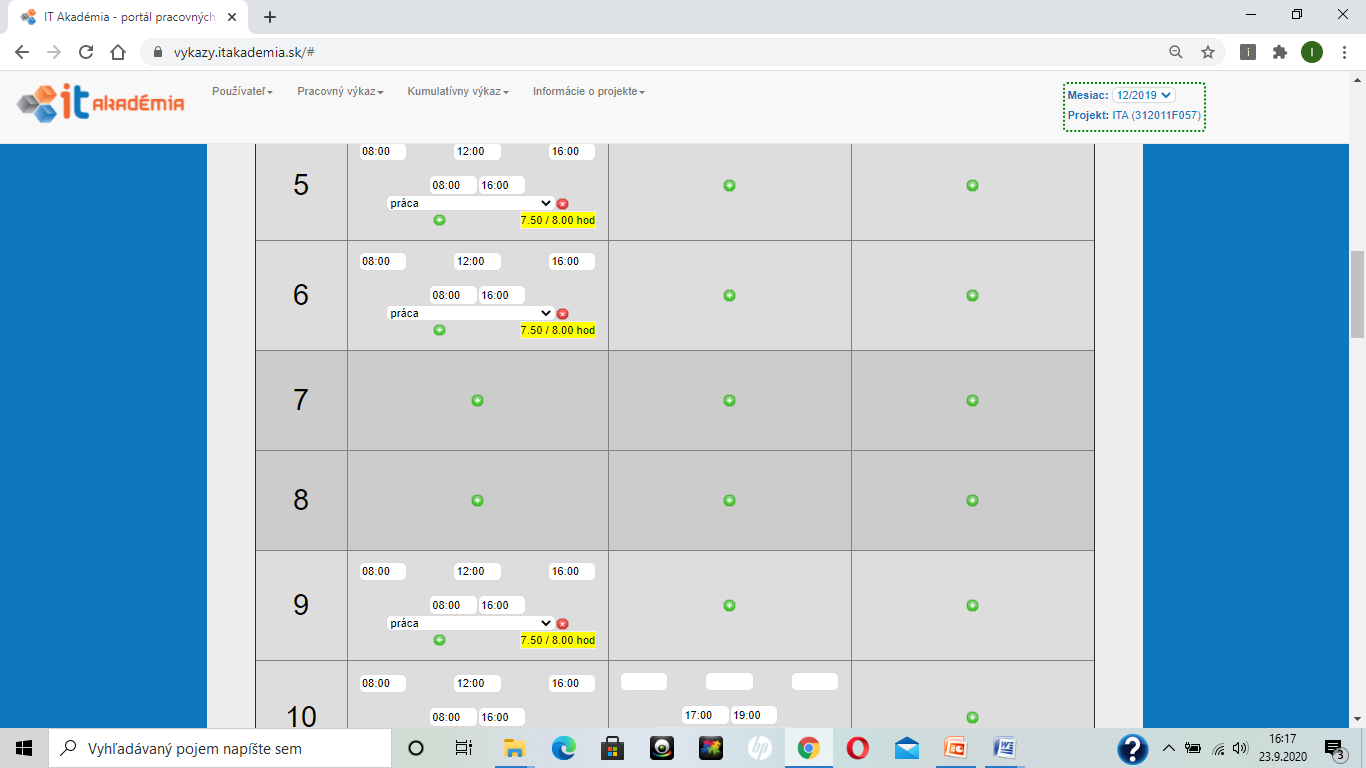 IT Akadémia - portál pracovných
vykazy.itakademia.sk/#
I
it akadémia
Používateľ
Pracovný výkaz
Kumulatívny výkaz
Informácie o projekte
Mesiac: 12/2019
Projekt: ITA (312011F057)
08:00 12:00 16:00
5
08:00 16:00
práca
7.50 / 8.00 hod
08:00 12:00 16:00
6
08:00 16:00
práca
7.50 / 8.00 hod
7
8
08:00 12:00 16:00
9
08:00 16:00
práca
7.50 / 8.00 hod
08:00 12:00 16:00
10
08:00 16:00
17:00 19:00
Vyhľadávaný pojem napíšte sem
hp
16:17
23.9.2020
3